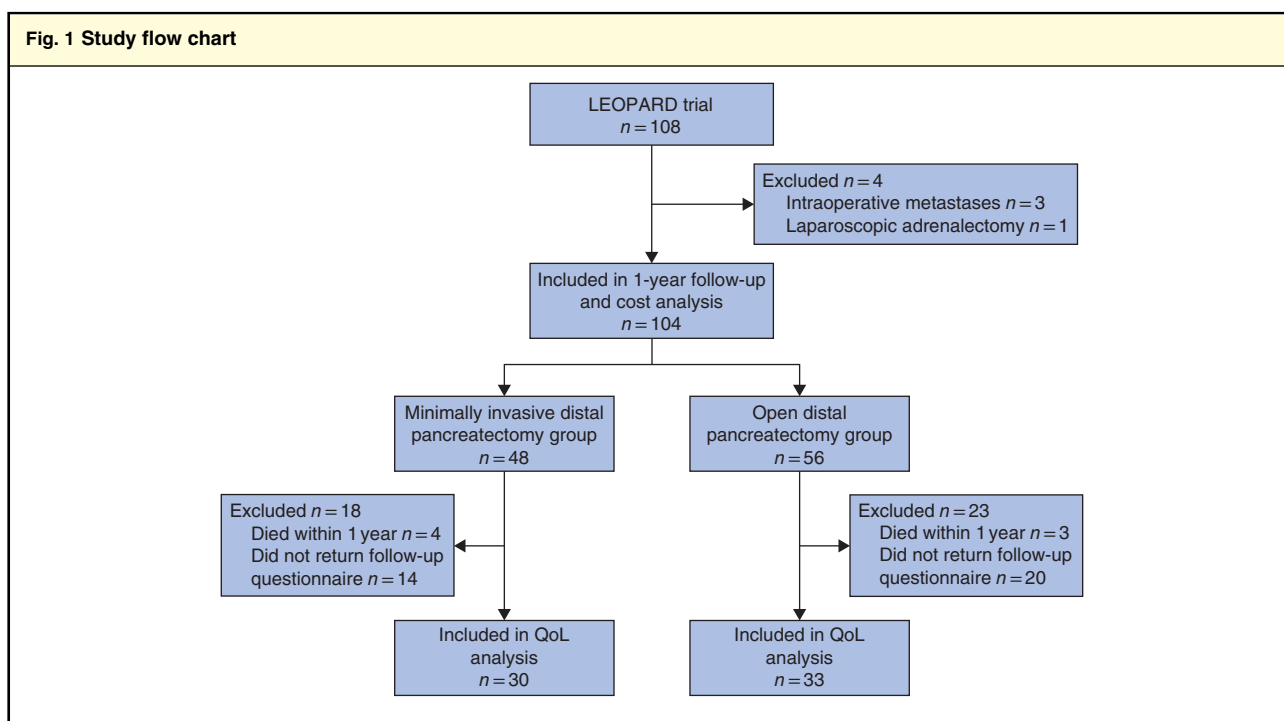 Fig. 1 Study flow chart
LEOPARD trial
n = 108
Excluded n = 4
Intraoperative metastases n = 3
Laparoscopic adrenalectomy n = 1
Included in 1-year follow-up
and cost analysis
n = 104
Minimally invasive distal
pancreatectomy group
n = 48
Open distal
pancreatectomy group
n = 56
Excluded n = 18
Died within 1 year n = 4
Did not return follow-up
questionnaire n = 14
Excluded n = 23
Died within 1 year n = 3
Did not return follow-up
questionnaire n = 20
Included in QoL
analysis
n = 30
Included in QoL
analysis
n = 33